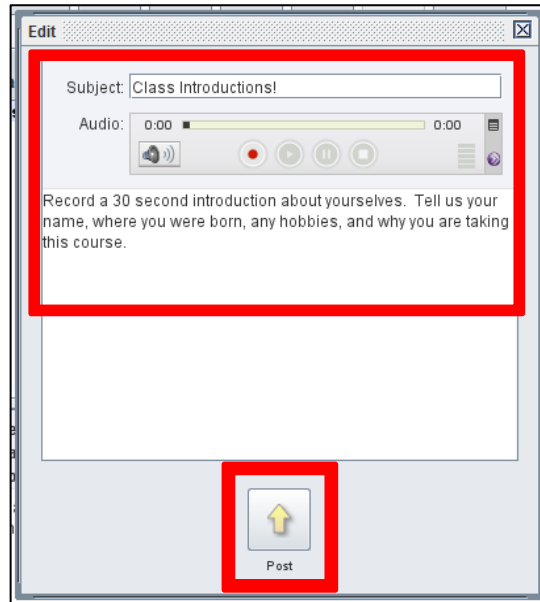 Edit
Subject: Class Introductions!
Audio: 0:00 0:00
Record a 30 second introduction about yourselves. Tell us your
name, where you were born, any hobbies, and why you are taking
this course.
Post